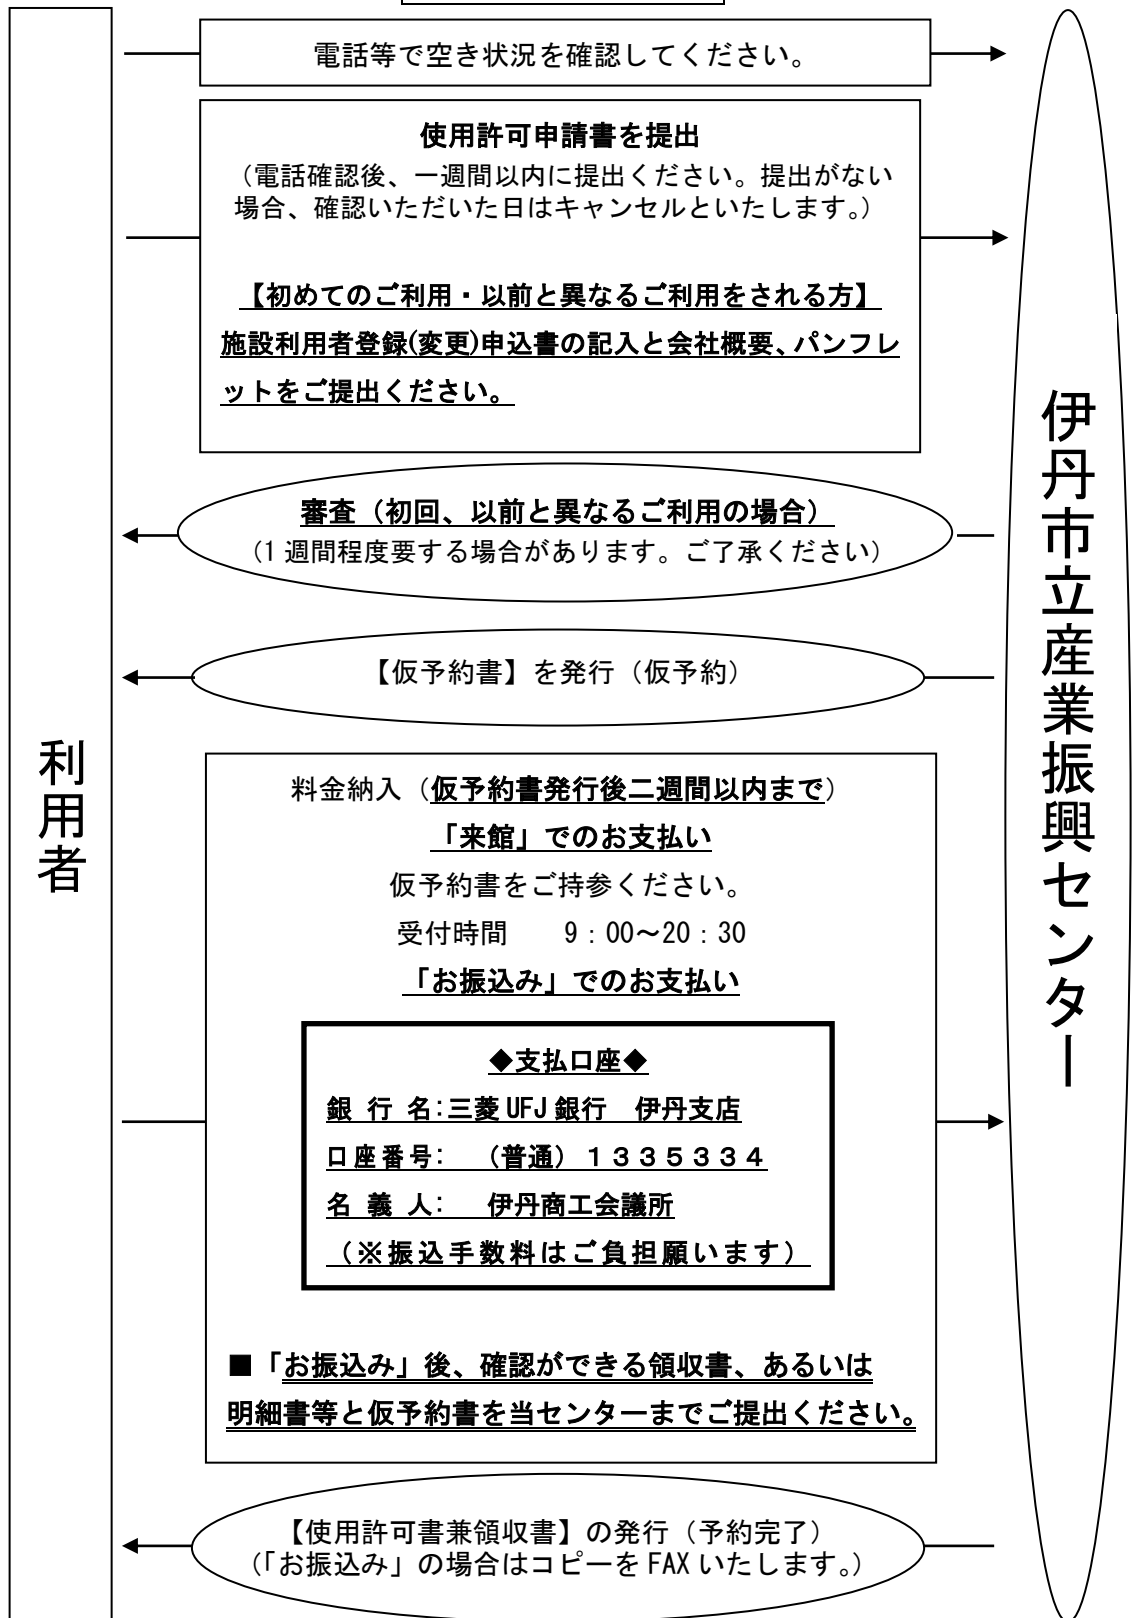 電話等で空き状況を確認してください。
使用許可申請書を提出
（電話確認後、一週間以内に提出ください。提出がない
場合、確認いただいた日はキャンセルといたします。）
【初めてのご利用・以前と異なるご利用をされる方】
施設利用者登録(変更)申込書の記入と会社概要、パンフレ
ットをご提出ください。
審査（初回、以前と異なるご利用の場合）
（1週間程度要する場合があります。ご了承ください）
【仮予約書】を発行（仮予約）
利用者
伊丹市立産業振興センター
料金納入（仮予約書発行後二週間以内まで）
「来館」でのお支払い
仮予約書をご持参ください。
受付時間　　9：00～20：30
「お振込み」でのお支払い
◆支払口座◆
銀 行 名:三菱 UFJ 銀行　伊丹支店
口座番号:　（普通）１３３５３３４
名 義 人:　伊丹商工会議所
（※振込手数料はご負担願います）
■「お振込み」後、確認ができる領収書、あるいは
明細書等と仮予約書を当センターまでご提出ください。
【使用許可書兼領収書】の発行（予約完了）
（「お振込み」の場合はコピーを FAX いたします。）